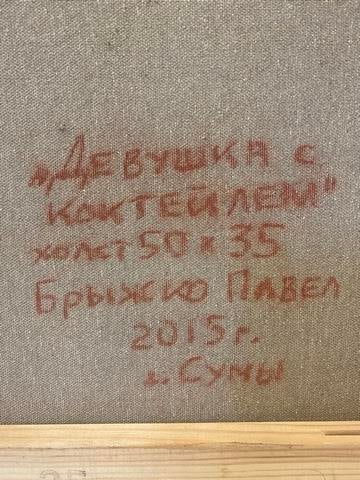 „Девушка с
коктейлем"
холст 50 х 35
Брыжко Павел
2015 г.
г. Сумы